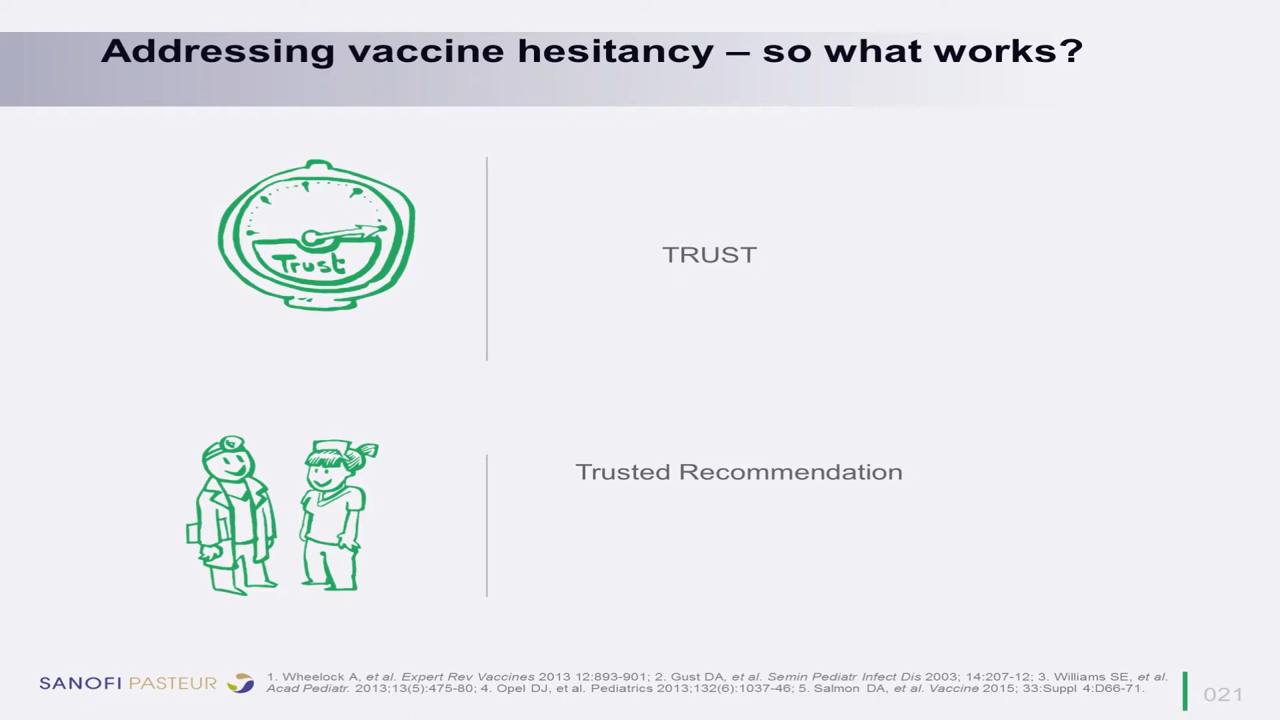 Addressing vaccine hesitancy – so what works?
Trust
TRUST
Trusted Recommendation
SANOFI PASTEUR
1. Wheelock A, et al. Expert Rev Vaccines 2013 12:893-901; 2. Gust DA, et al. Semin Pediatr Infect Dis 2003; 14:207-12; 3. Williams SE, et al.
Acad Pediatr. 2013;13(5):475-80; 4. Opel DJ, et al. Pediatrics 2013;132(6):1037-46; 5. Salmon DA, et al. Vaccine 2015; 33:Suppl 4:D66-71.
021